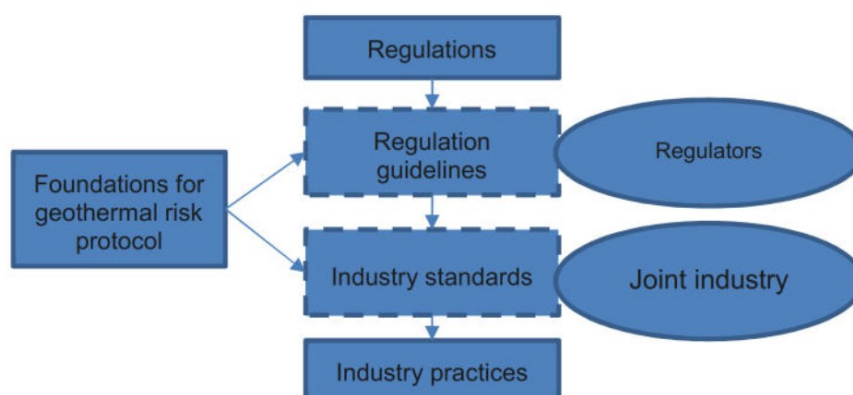 Regulations
Regulation
guidelines
Regulators
Foundations for
geothermal risk
protocol
Industry standards
Joint industry
Industry practices